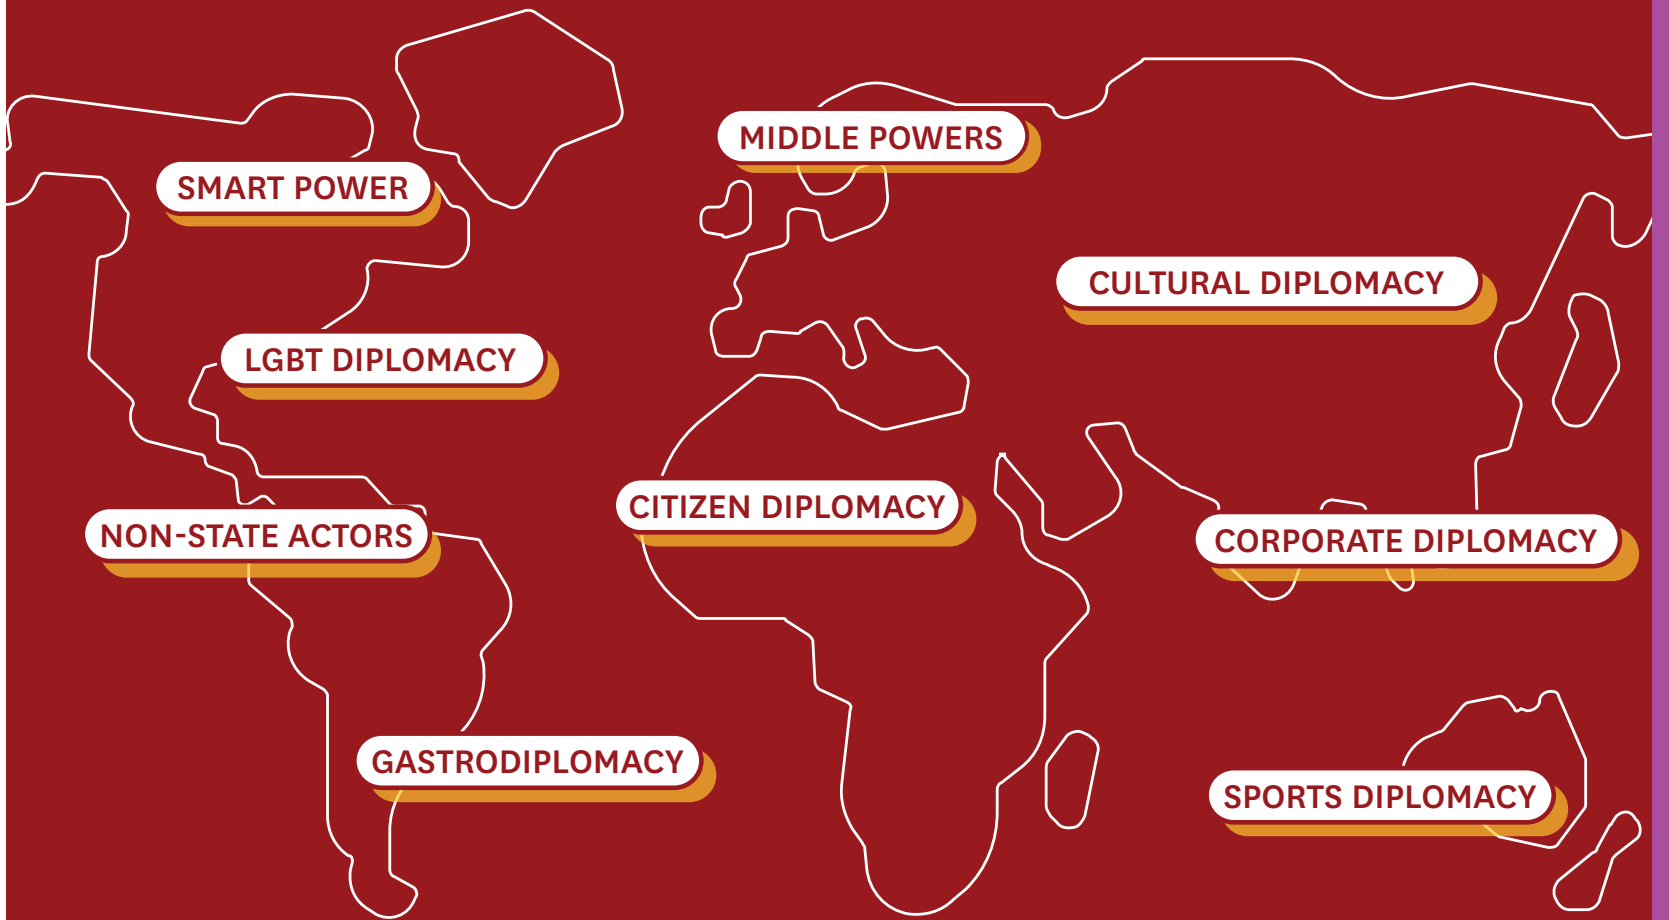 MIDDLE POWERS
SMART POWER
CULTURAL DIPLOMACY
LGBT DIPLOMACY
CITIZEN DIPLOMACY
NON-STATE ACTORS
CORPORATE DIPLOMACY
GASTRODIPLOMACY
SPORTS DIPLOMACY